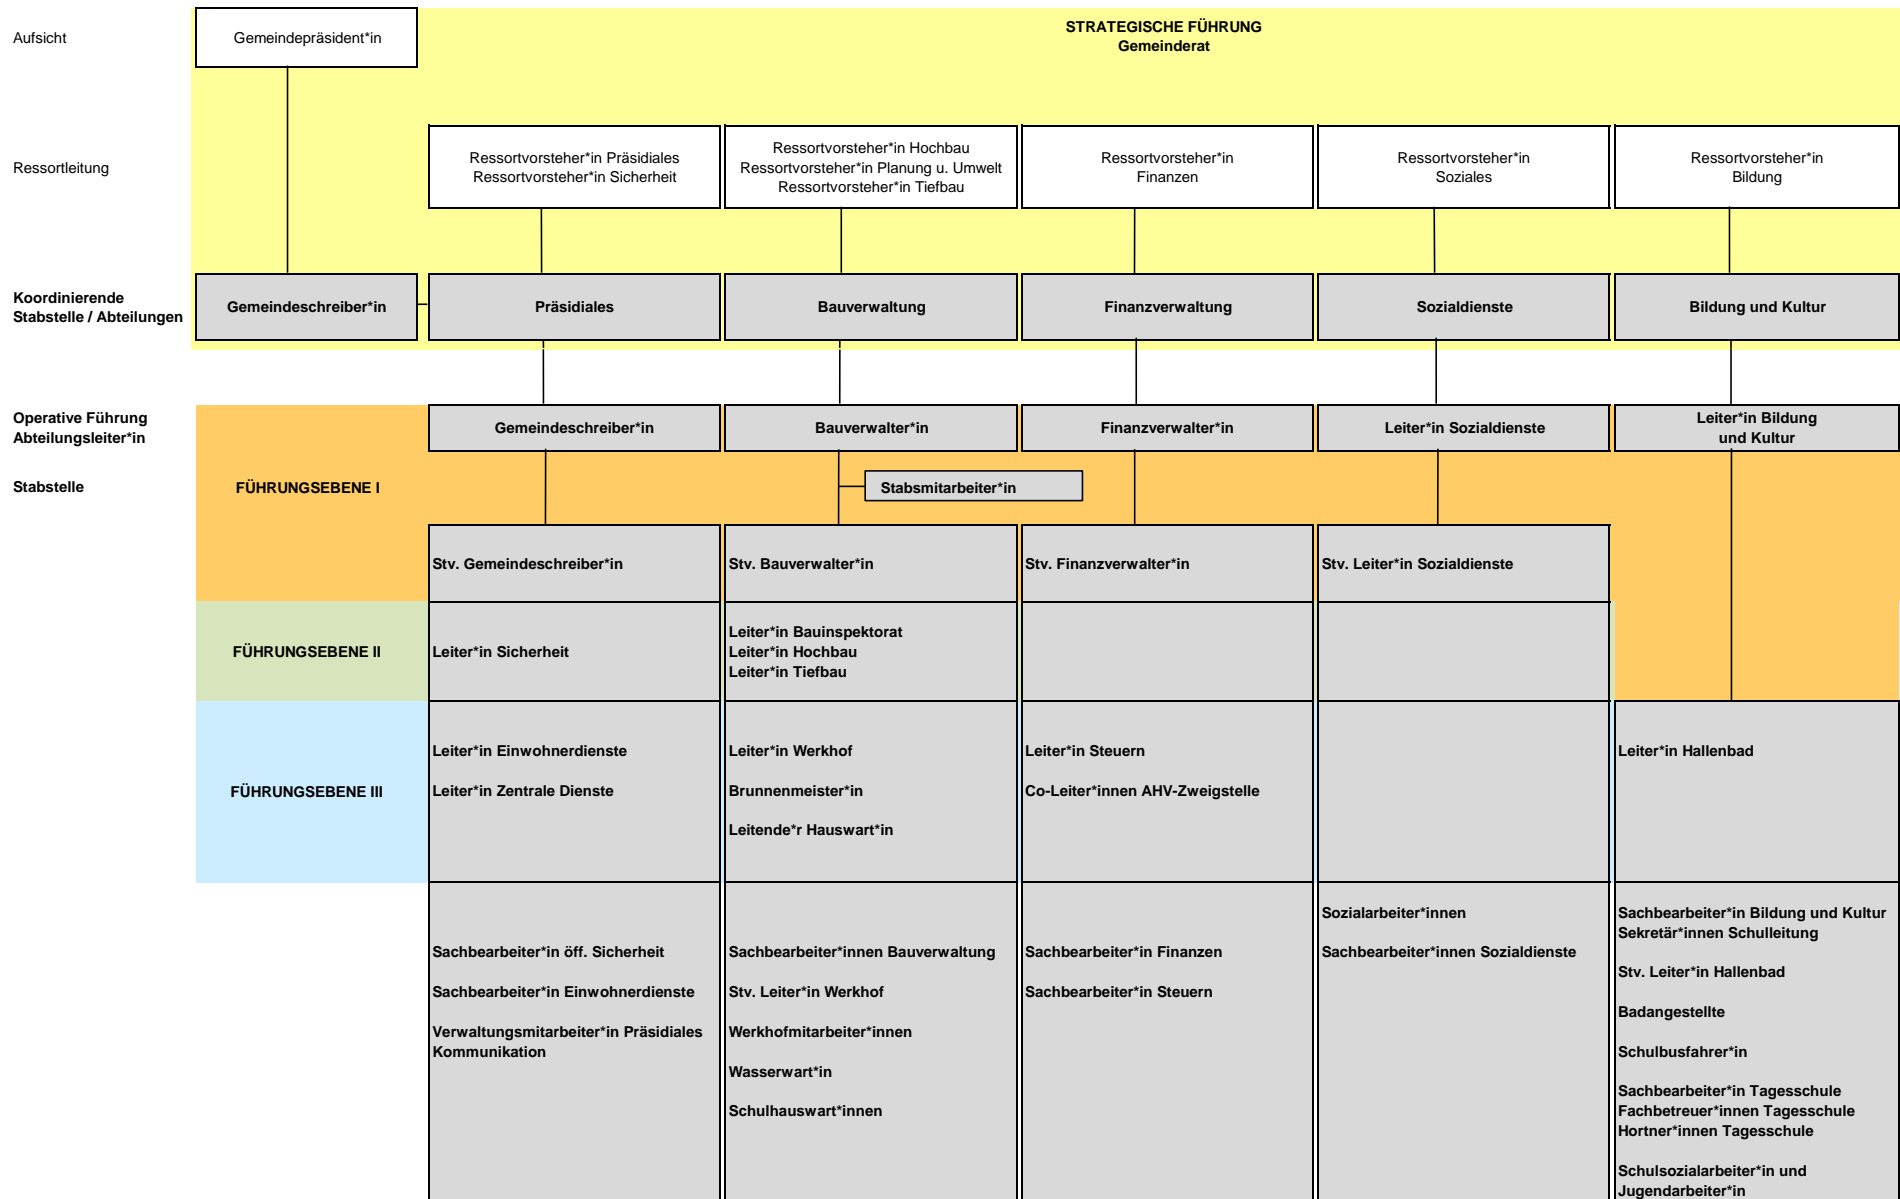 Aufsicht
Gemeindepräsident*in
STRATEGISCHE FÜHRUNG
Gemeinderat
Ressortleitung
Ressortvorsteher*in Präsidiales
Ressortvorsteher*in Sicherheit
Ressortvorsteher*in Hochbau
Ressortvorsteher*in Planung u. Umwelt
Ressortvorsteher*in Tiefbau
Ressortvorsteher*in
Finanzen
Ressortvorsteher*in
Soziales
Ressortvorsteher*in
Bildung
Koordinierende
Stabstelle / Abteilungen
Gemeindeschreiber*in
Präsidiales
Bauverwaltung
Finanzverwaltung
Sozialdienste
Bildung und Kultur
Operative Führung
Abteilungsleiter*in
Gemeindeschreiber*in
Bauverwalter*in
Finanzverwalter*in
Leiter*in Sozialdienste
Leiter*in Bildung
und Kultur
Stabstelle
FÜHRUNGSEBENE I
Stabsmitarbeiter*in
Stv. Gemeindeschreiber*in
Stv. Bauverwalter*in
Stv. Finanzverwalter*in
Stv. Leiter*in Sozialdienste
FÜHRUNGSEBENE II
Leiter*in Sicherheit
Leiter*in Bauinspektorat
Leiter*in Hochbau
Leiter*in Tiefbau
FÜHRUNGSEBENE III
Leiter*in Einwohnerdienste
Leiter*in Zentrale Dienste
Leiter*in Werkhof
Brunnenmeister*in
Leitende*r Hauswart*in
Leiter*in Steuern
Co-Leiter*innen AHV-Zweigstelle
Leiter*in Hallenbad
Sachbearbeiter*in öff. Sicherheit
Sachbearbeiter*in Einwohnerdienste
Verwaltungsmitarbeiter*in Präsidiales
Kommunikation
Sachbearbeiter*innen Bauverwaltung
Stv. Leiter*in Werkhof
Werkhofmitarbeiter*innen
Wasserwart*in
Schulhauswart*innen
Sachbearbeiter*in Finanzen
Sachbearbeiter*in Steuern
Sozialarbeiter*innen
Sachbearbeiter*innen Sozialdienste
Sachbearbeiter*in Bildung und Kultur
Sekretär*innen Schulleitung
Stv. Leiter*in Hallenbad
Badangestellte
Schulbusfahrer*in
Sachbearbeiter*in Tagesschule
Fachbetreuer*innen Tagesschule
Hortner*innen Tagesschule
Schulsozialarbeiter*in und
Jugendarbeiter*in